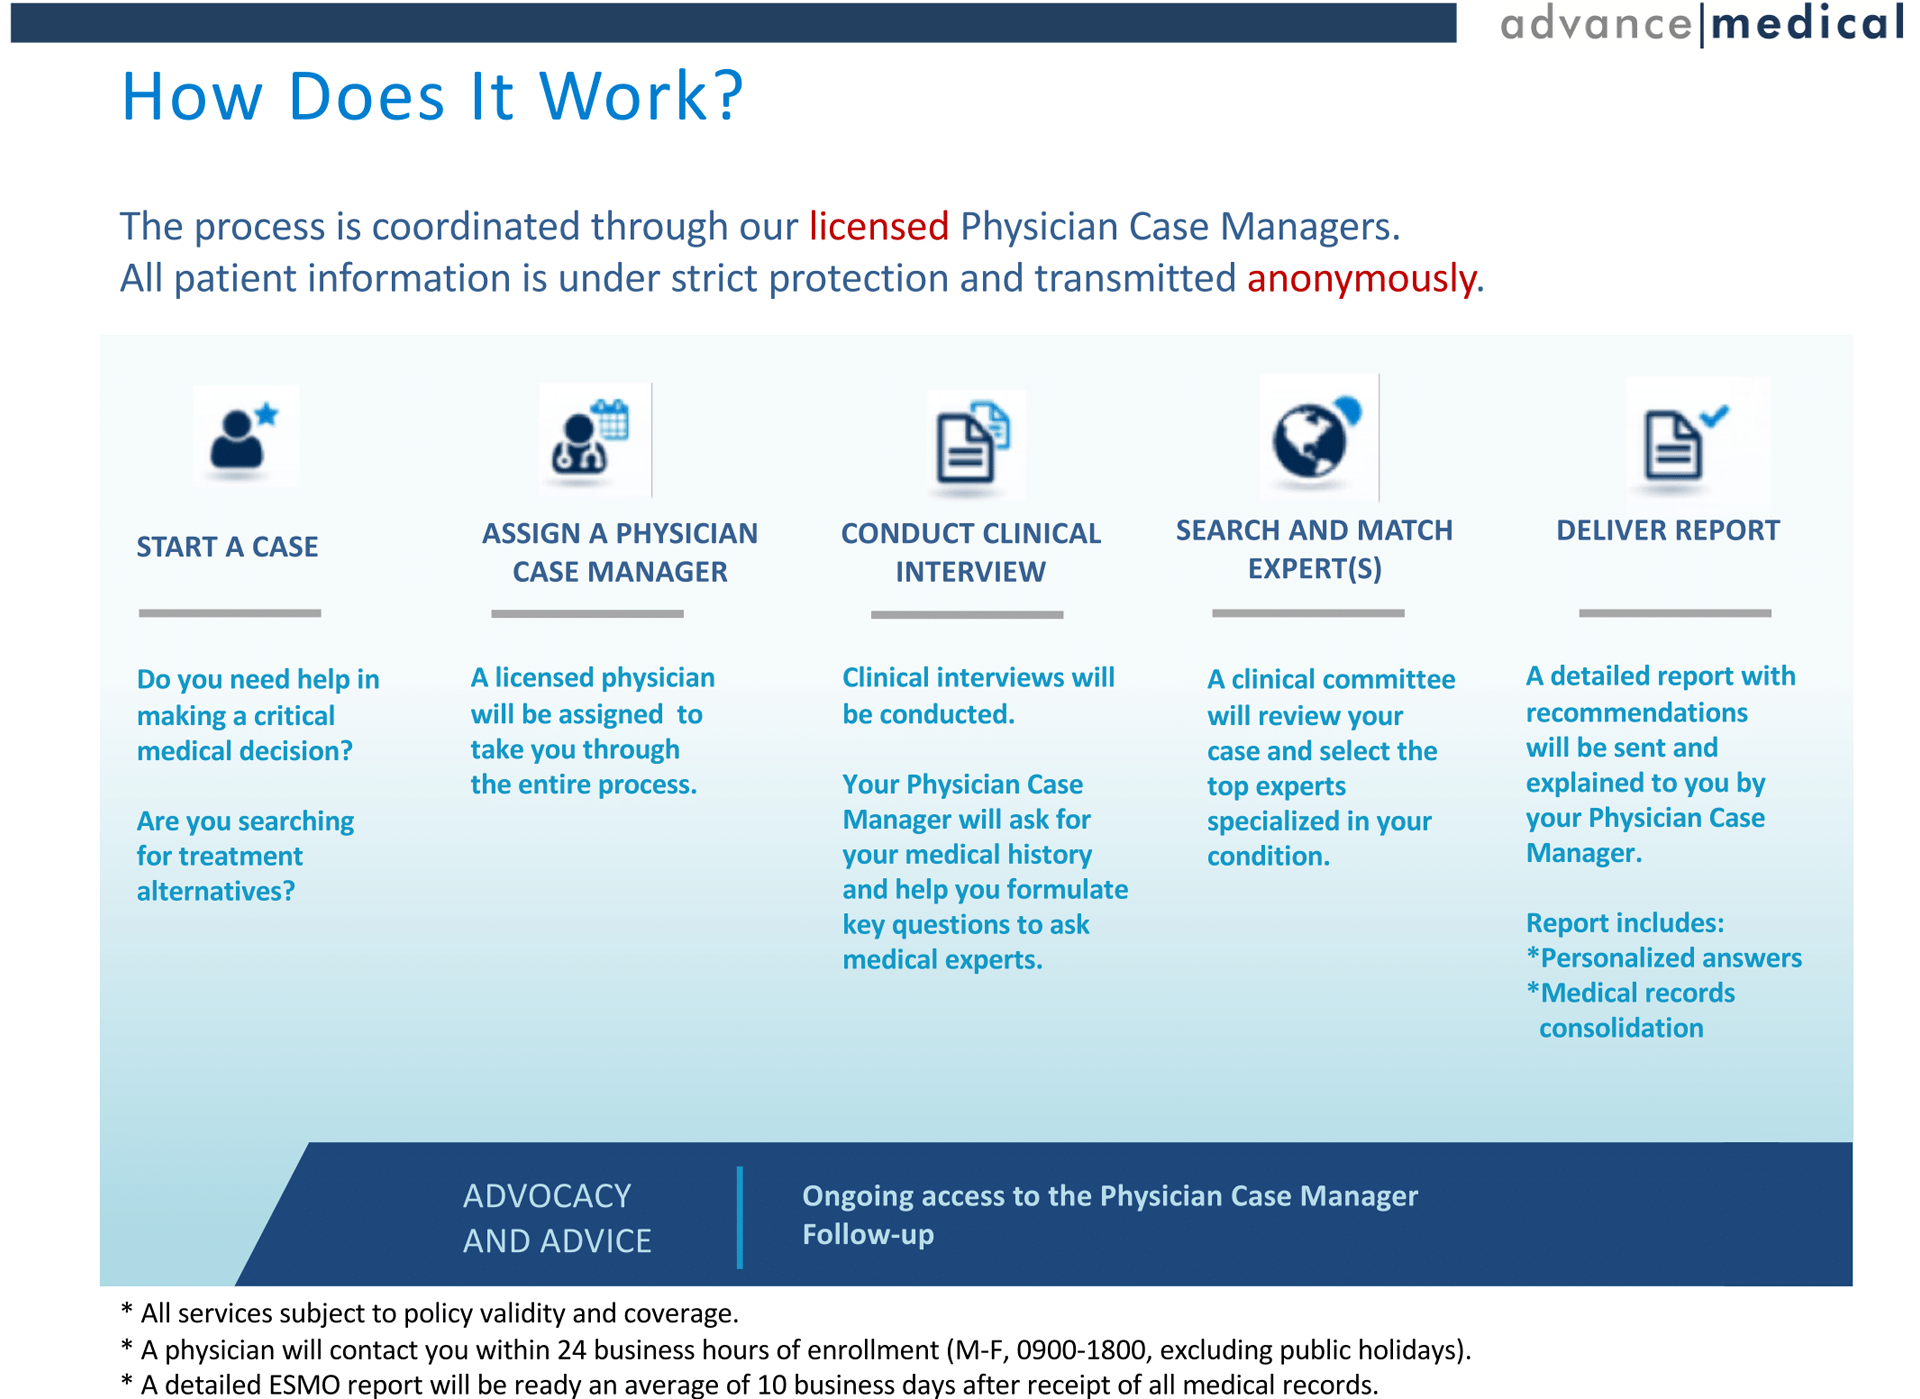 advance|medical
How Does It Work?
The process is coordinated through our licensed Physician Case Managers.
All patient information is under strict protection and transmitted anonymously.
START A CASE
Do you need help in
making a critical
medical decision?
Are you searching
for treatment
alternatives?
ASSIGN A PHYSICIAN
CASE MANAGER
A licensed physician
will be assigned to
take you through
the entire process.
CONDUCT CLINICAL
INTERVIEW
Clinical interviews will
be conducted.
Your Physician Case
Manager will ask for
your medical history
and help you formulate
key questions to ask
medical experts.
SEARCH AND MATCH
EXPERT(S)
A clinical committee
will review your
case and select the
top experts
specialized in your
condition.
DELIVER REPORT
A detailed report with
recommendations
will be sent and
explained to you by
your Physician Case
Manager.
Report includes:
*Personalized answers
*Medical records
consolidation
ADVOCACY
AND ADVICE
Ongoing access to the Physician Case Manager
Follow-up
* All services subject to policy validity and coverage.
* A physician will contact you within 24 business hours of enrollment (M-F, 0900-1800, excluding public holidays).
* A detailed ESMO report will be ready an average of 10 business days after receipt of all medical records.